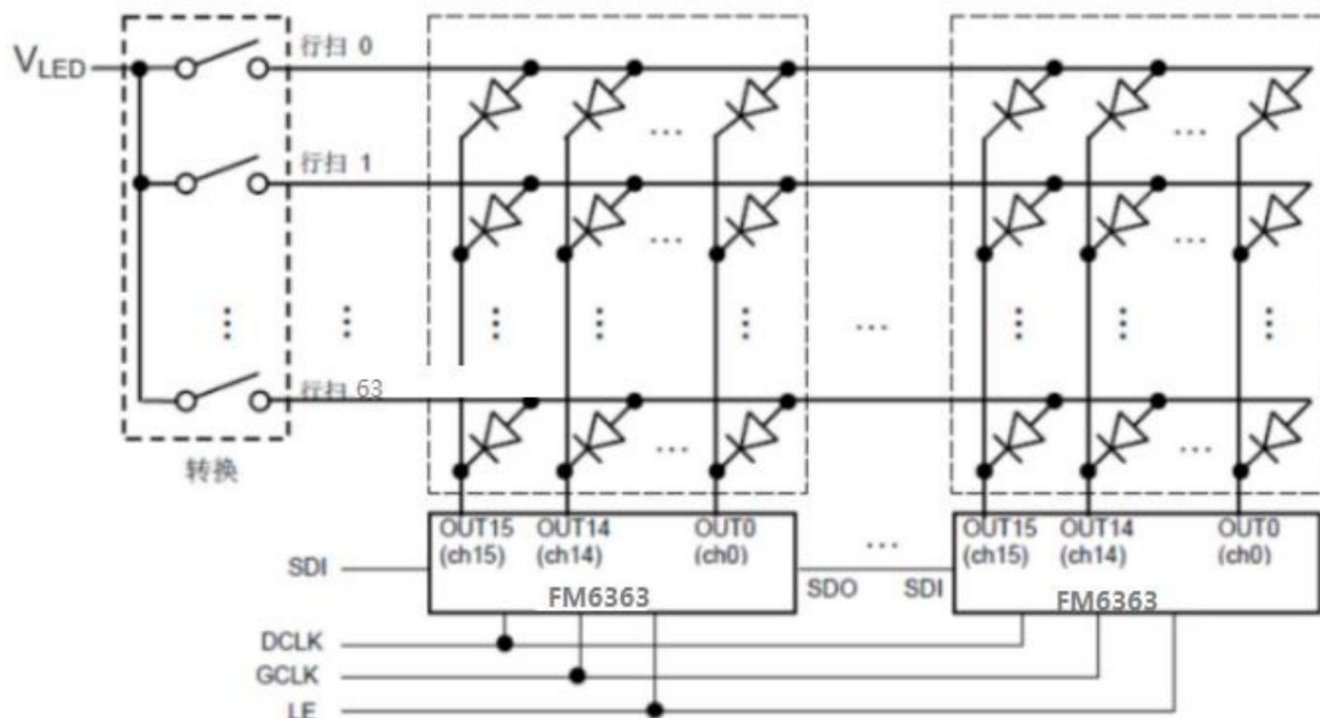 VLED
行扫 0
行扫 1
行扫 63
转换
OUT15 OUT14 OUT0
(ch15) (ch14) (ch0)
OUT15 OUT14 OUT0
(ch15) (ch14) (ch0)
SDI
FM6363
SDO SDI
FM6363
DCLK
GCLK
LE